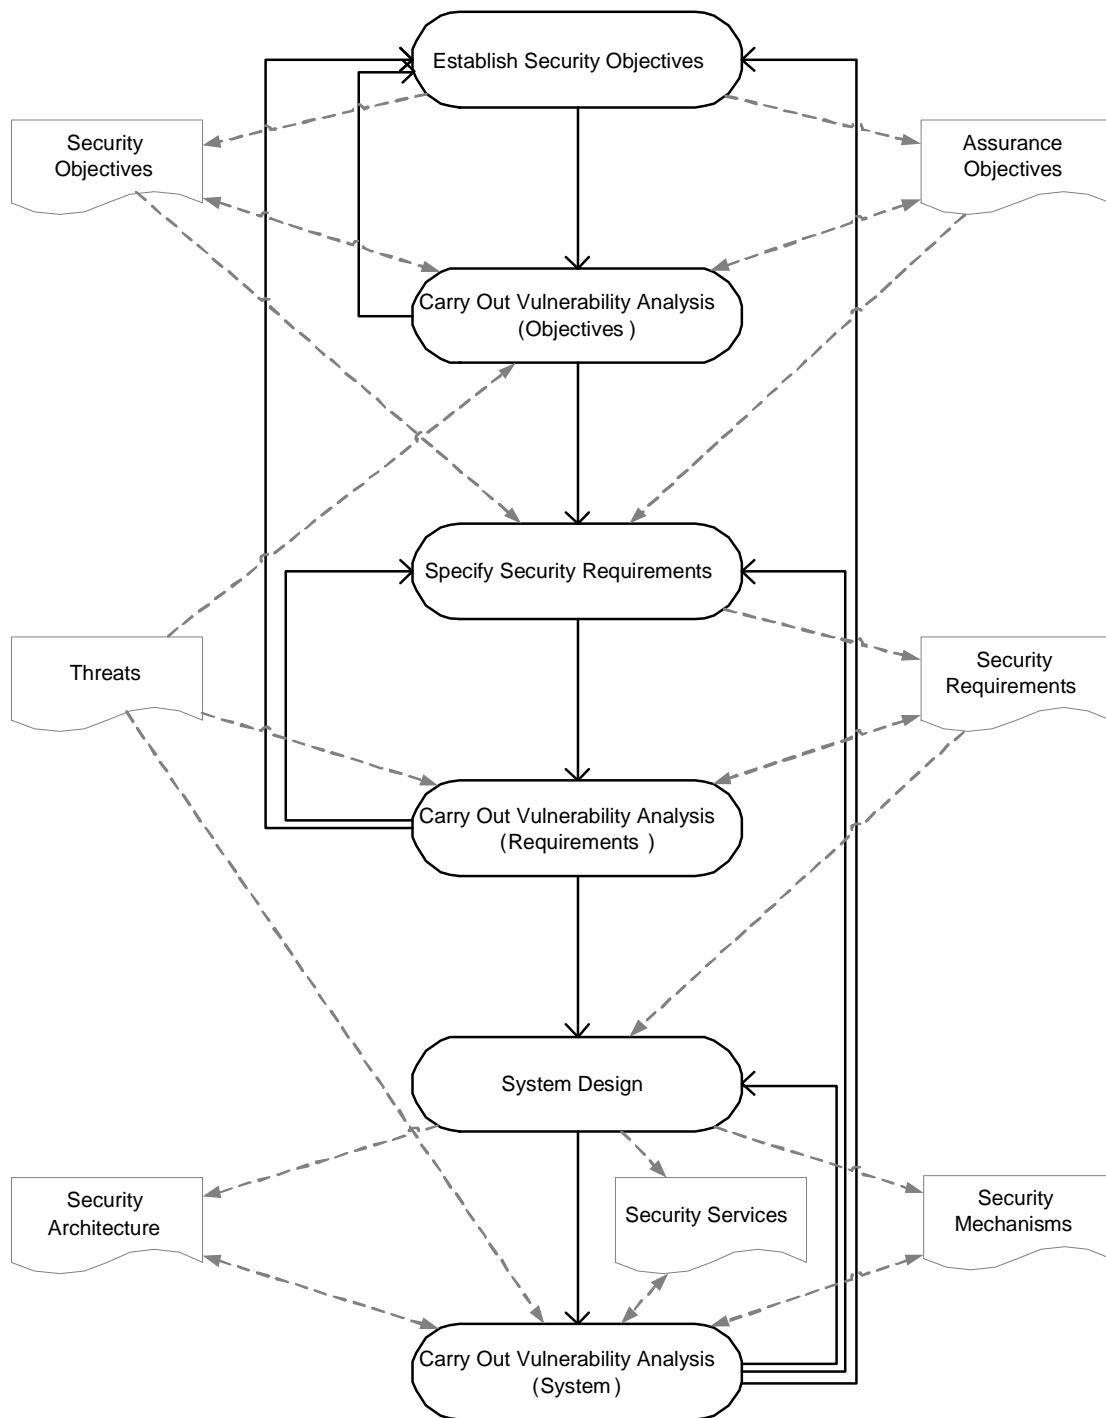 Establish Security Objectives
Security
Objectives
Assurance
Objectives
Carry Out Vulnerability Analysis
(Objectives )
Specify Security Requirements
Threats
Security
Requirements
Carry Out Vulnerability Analysis
(Requirements )
System Design
Security
Architecture
Security Services
Security
Mechanisms
Carry Out Vulnerability Analysis
(System )